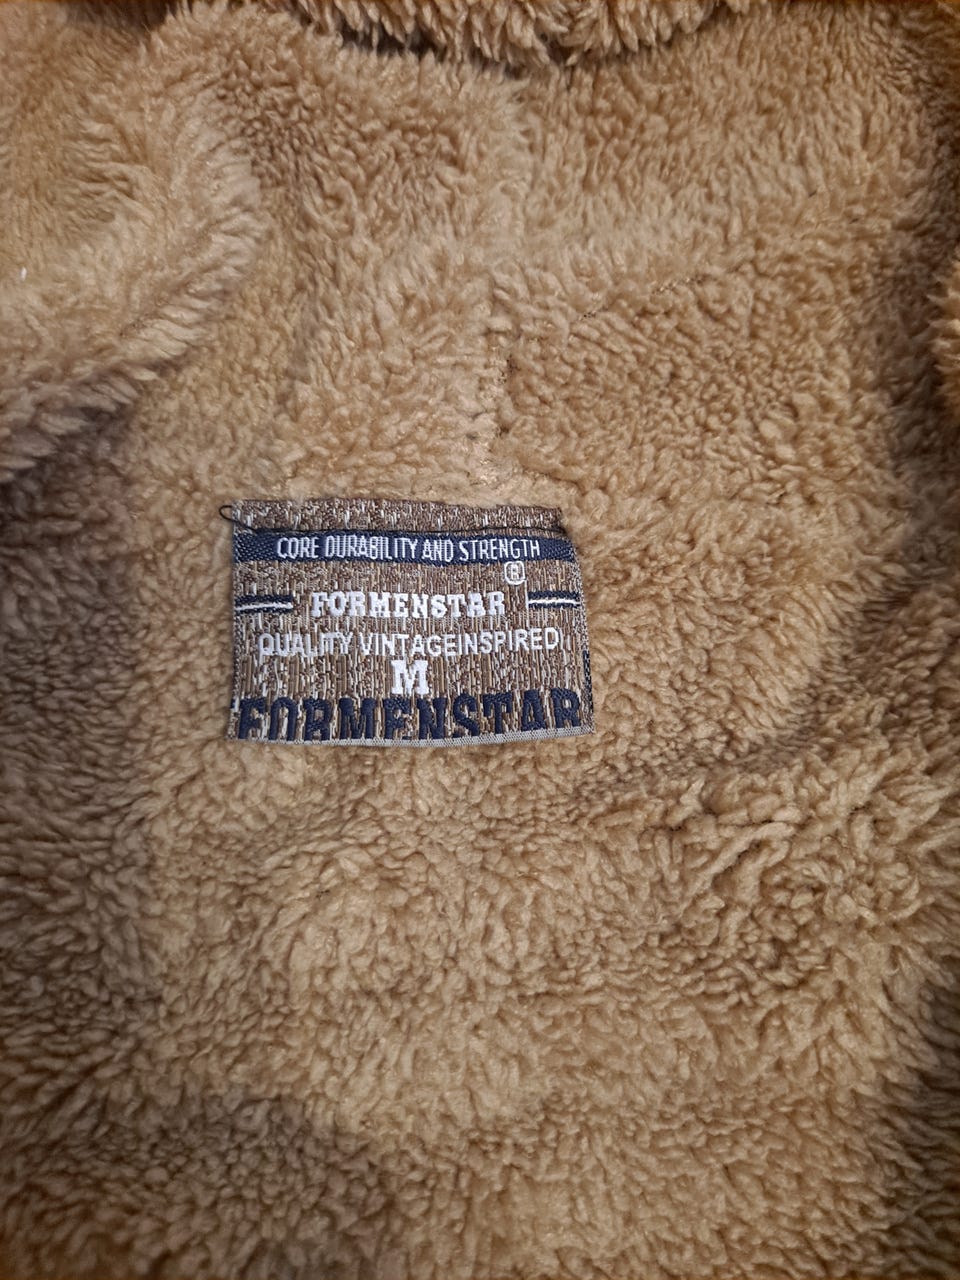 CORE DURABILITY AND STRENGTH
®
FORMENSTAR
QUALITY VINTAGEINSPIRED
M
FORMENSTAR